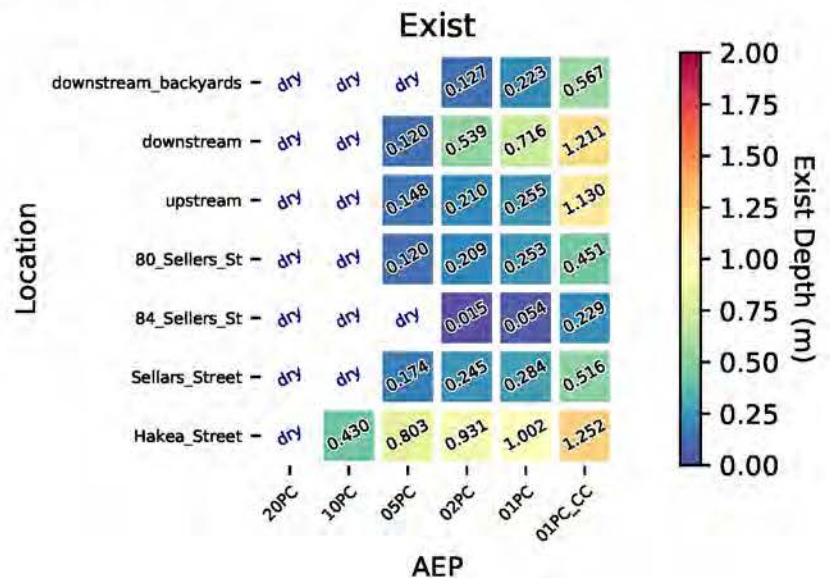 Exist
Location
downstream_backyards dry dry dry 0.127 0.223 0.567
downstream dry dry 0.120 0.539 0.716 1.211
upstream dry dry 0.148 0.210 0.255 1.130
80_Sellers_St dry dry 0.120 0.209 0.253 0.451
84_Sellers_St dry dry dry 0.015 0.054 0.229
Sellars_Street dry dry 0.174 0.245 0.284 0.516
Hakea_Street dry 0.430 0.803 0.931 1.002 1.252
20PC 10PC 05PC 02PC 01PC 01PC_CC
AEP
2.00
1.75
1.50
1.25
1.00
0.75
0.50
0.25
0.00
Exist Depth (m)